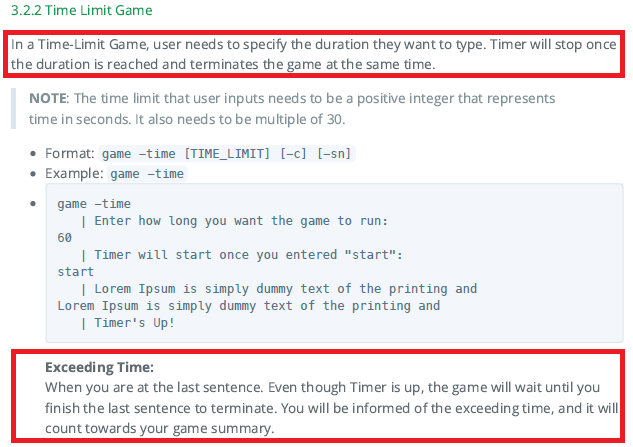 3.2.2 Time Limit Game
In a Time-Limit Game, user needs to specify the duration they want to type. Timer will stop once
the duration is reached and terminates the game at the same time.
NOTE: The time limit that user inputs needs to be a positive integer that represents
time in seconds. It also needs to be multiple of 30.
• Format: game —time [TIME_LIMIT] [—c] [—sn]
• Example: game —time
• game —time
| Enter how long you want the game to run:
60
| Timer will start once you entered "start":
start
| Lorem Ipsum is simply dummy text of the printing and
Lorem Ipsum is simply dummy text of the printing and
| Timer's Up!
Exceeding Time:
When you are at the last sentence. Even though Timer is up, the game will wait until you
finish the last sentence to terminate. You will be informed of the exceeding time, and it will
count towards your game summary.